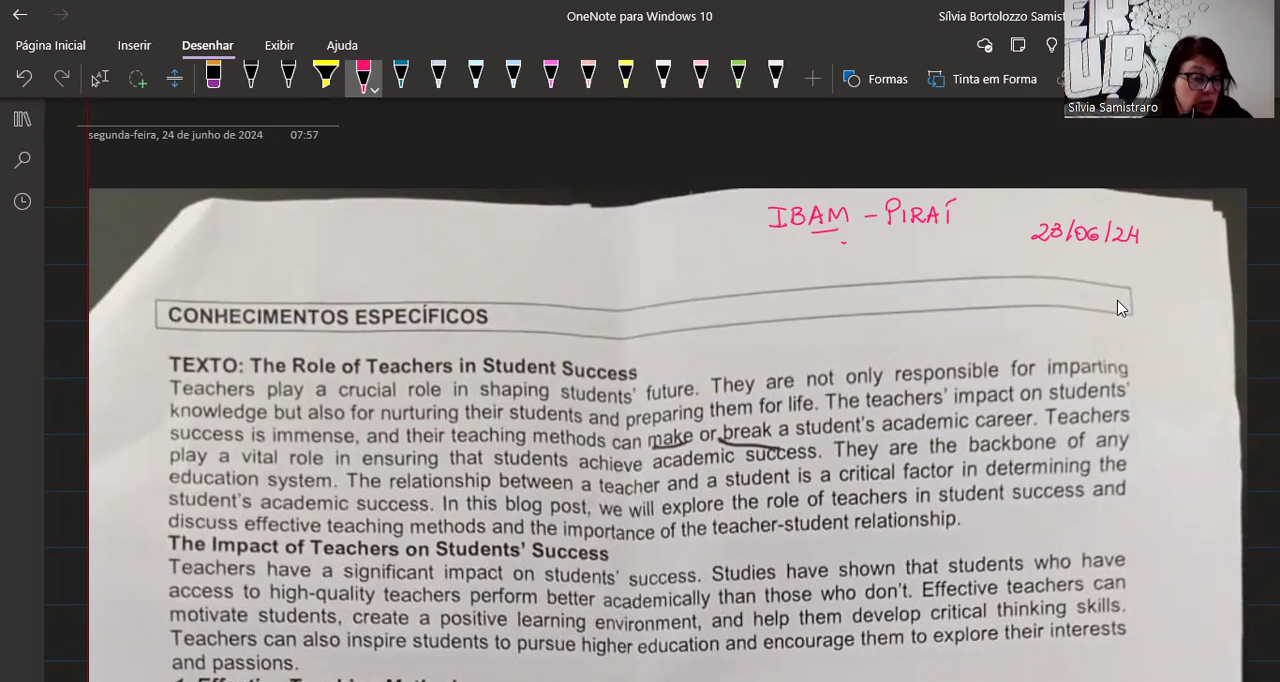 OneNote para Windows 10
Sílvia Bortolozzo Samist
Página Inicial
Inserir
Desenhar
Exibir
Ajuda
Formas
Tinta em Forma
ER
UP
Sílvia Samistraro
segunda-feira, 24 de junho de 2024 07:57
IBAM - PIRAÍ
23/06/24
CONHECIMENTOS ESPECÍFICOS
TEXTO: The Role of Teachers in Student Success
Teachers play a crucial role in shaping students' future. They are not only responsible for imparting
knowledge but also for nurturing their students and preparing them for life. The teachers' impact on students'
success is immense, and their teaching methods can make or break a student's academic career. Teachers
play a vital role in ensuring that students achieve academic success. They are the backbone of any
education system. The relationship between a teacher and a student is a critical factor in determining the
student's academic success. In this blog post, we will explore the role of teachers in student success and
discuss effective teaching methods and the importance of the teacher-student relationship.
The Impact of Teachers on Students' Success
Teachers have a significant impact on students' success. Studies have shown that students who have
access to high-quality teachers perform better academically than those who don't. Effective teachers can
motivate students, create a positive learning environment, and help them develop critical thinking skills.
Teachers can also inspire students to pursue higher education and encourage them to explore their interests
and passions.